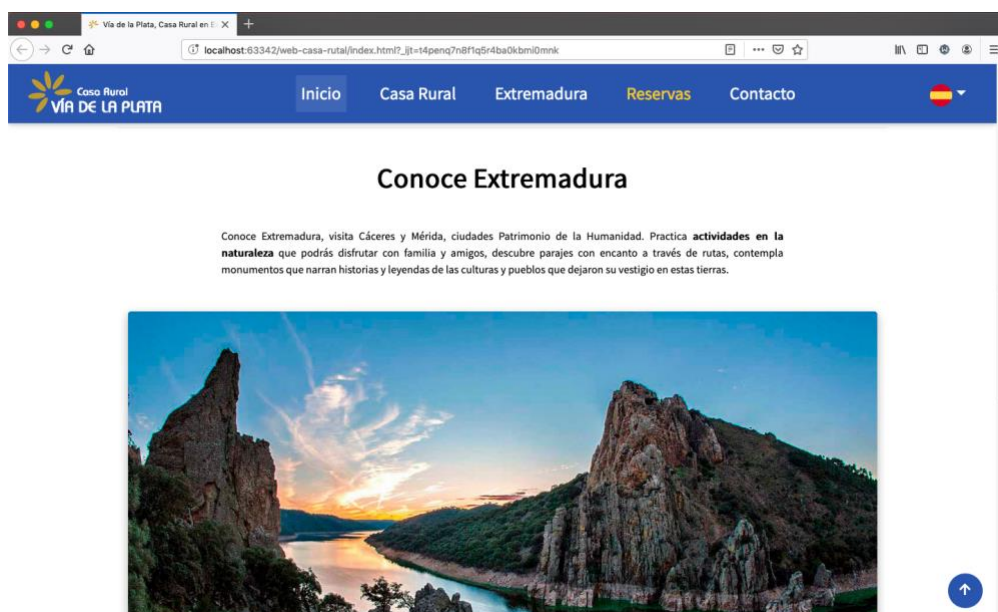 Vía de la Plata, Casa Rural en E
localhost:63342/web-casa-rutal/index.html?_ijt=t4penq7n8f1q5r4ba0kbmi0mnk
Casa Rural
VÍA DE LA PLATA
Inicio Casa Rural Extremadura Reservas Contacto
Conoce Extremadura
Conoce Extremadura, visita Cáceres y Mérida, ciudades Patrimonio de la Humanidad. Practica actividades en la
naturaleza que podrás disfrutar con familia y amigos, descubre parajes con encanto a través de rutas, contempla
monumentos que narran historias y leyendas de las culturas y pueblos que dejaron su vestigio en estas tierras.